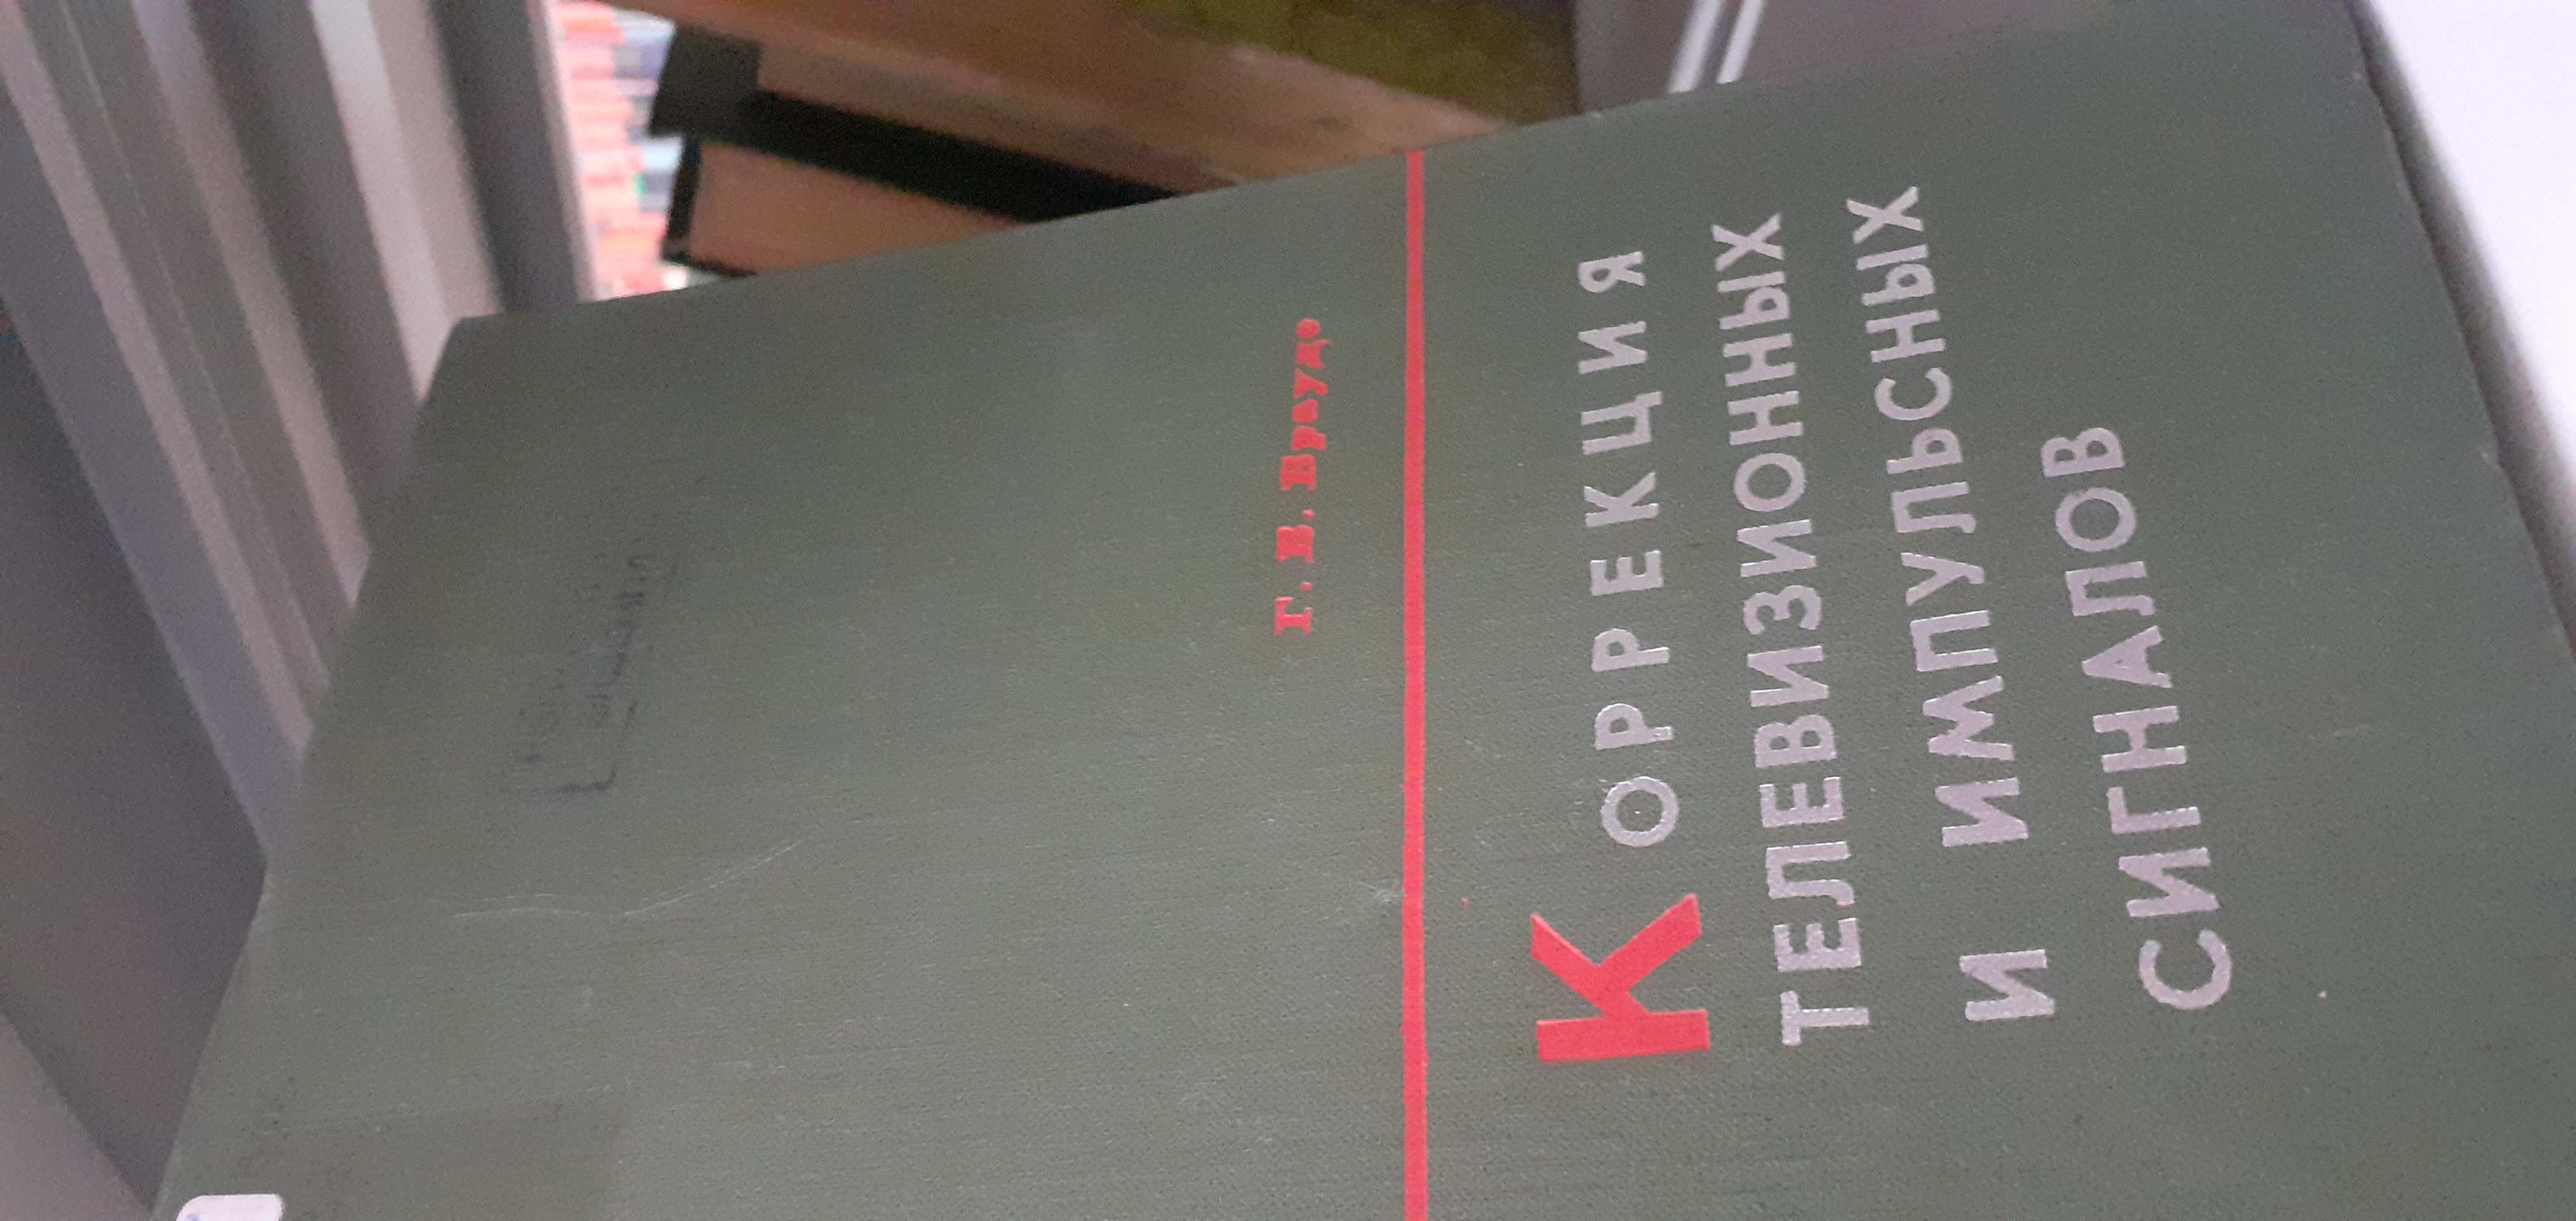 Г. В. Брауде
КОРРЕКЦИЯ
ТЕЛЕВИЗИОННЫХ
И ИМПУЛЬСНЫХ
СИГНАЛОВ